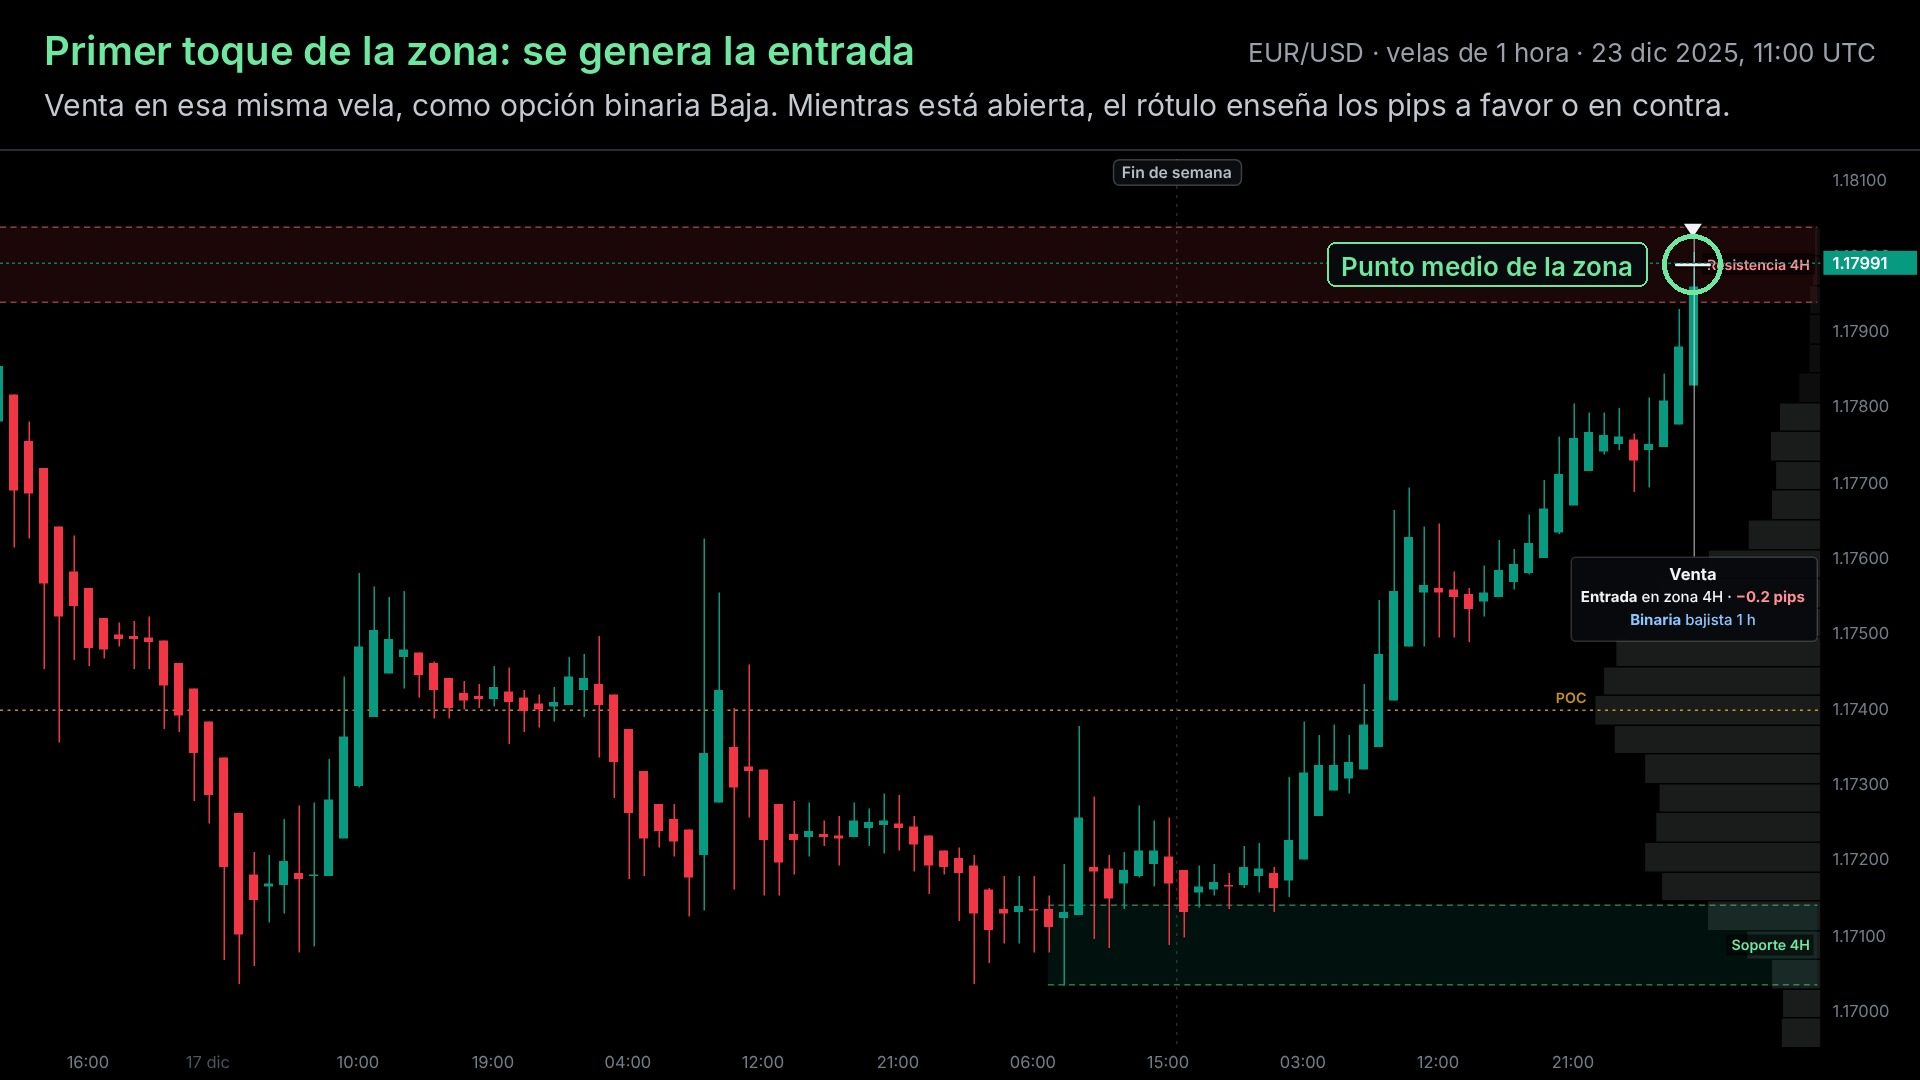 Primer toque de la zona: se genera la entrada
EUR/USD · velas de 1 hora · 23 dic 2025, 11:00 UTC
Venta en esa misma vela, como opción binaria Baja. Mientras está abierta, el rótulo enseña los pips a favor o en contra.
Fin de semana
1.18100
Punto medio de la zona
Resistencia 4H
1.17991
1.17900
1.17800
1.17700
1.17600
Venta
Entrada en zona 4H · −0.2 pips
Binaria bajista 1 h
1.17500
POC
1.17400
1.17300
1.17200
1.17100
Soporte 4H
1.17000
16:00
17 dic
10:00
19:00
04:00
12:00
21:00
06:00
15:00
03:00
12:00
21:00